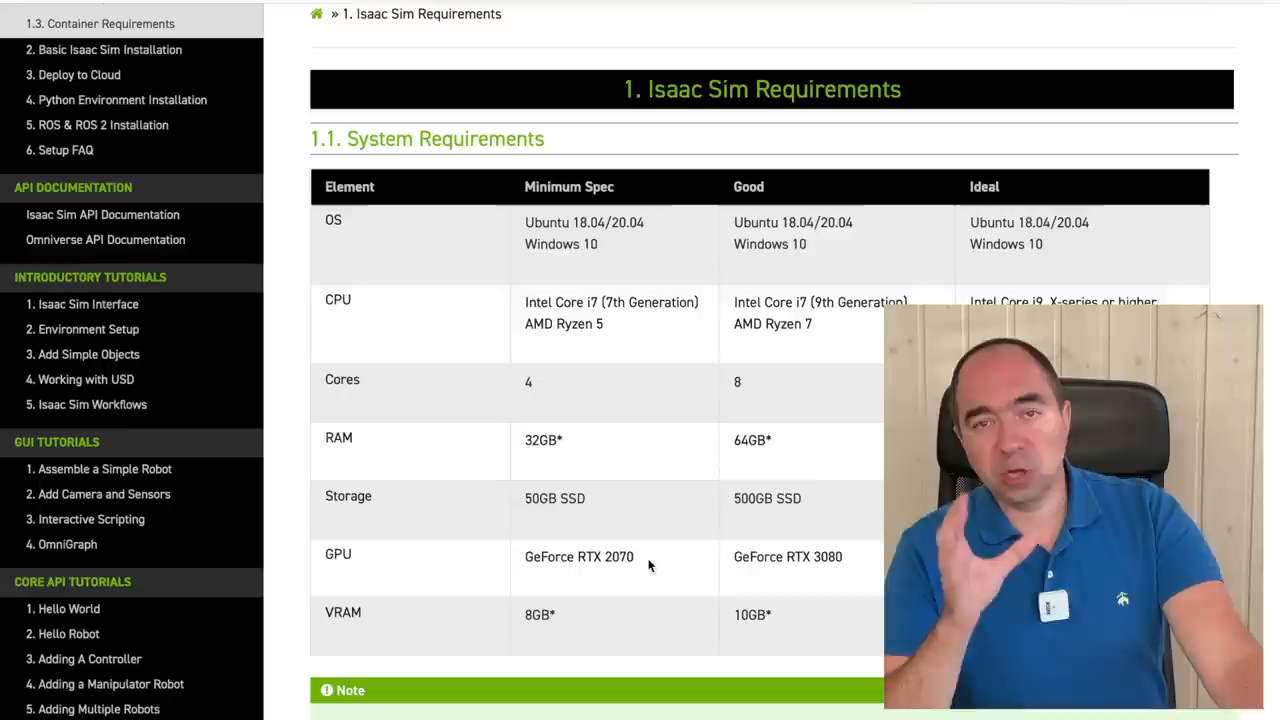 1.3. Container Requirements
2. Basic Isaac Sim Installation
3. Deploy to Cloud
4. Python Environment Installation
5. ROS & ROS 2 Installation
6. Setup FAQ
API DOCUMENTATION
Isaac Sim API Documentation
Omniverse API Documentation
INTRODUCTORY TUTORIALS
1. Isaac Sim Interface
2. Environment Setup
3. Add Simple Objects
4. Working with USD
5. Isaac Sim Workflows
GUI TUTORIALS
1. Assemble a Simple Robot
2. Add Camera and Sensors
3. Interactive Scripting
4. OmniGraph
CORE API TUTORIALS
1. Hello World
2. Hello Robot
3. Adding A Controller
4. Adding a Manipulator Robot
5. Adding Multiple Robots
» 1. Isaac Sim Requirements
1. Isaac Sim Requirements
1.1. System Requirements
Element Minimum Spec Good Ideal
OS Ubuntu 18.04/20.04 Ubuntu 18.04/20.04 Ubuntu 18.04/20.04
Windows 10 Windows 10 Windows 10
CPU Intel Core i7 (7th Generation) Intel Core i7 (9th Generation) Intel Core i9, X-series or higher
AMD Ryzen 5 AMD Ryzen 7
Cores 4 8
RAM 32GB* 64GB*
Storage 50GB SSD 500GB SSD
GPU GeForce RTX 2070 GeForce RTX 3080
VRAM 8GB* 10GB*
Note